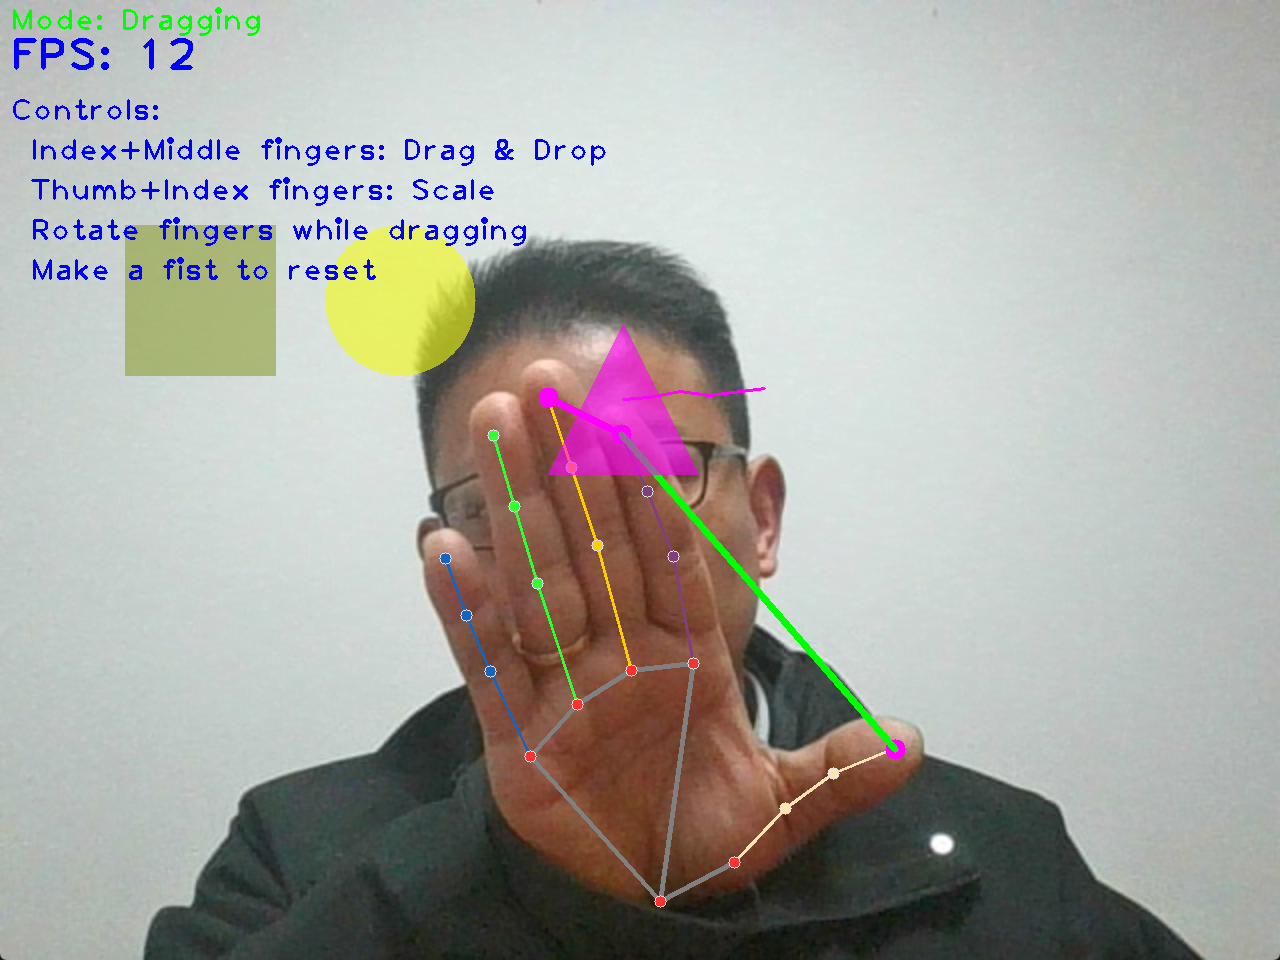 Mode: Dragging
FPS: 12
Controls:
Index+Middle fingers: Drag & Drop
Thumb+Index fingers: Scale
Rotate fingers while dragging
Make a fist to reset